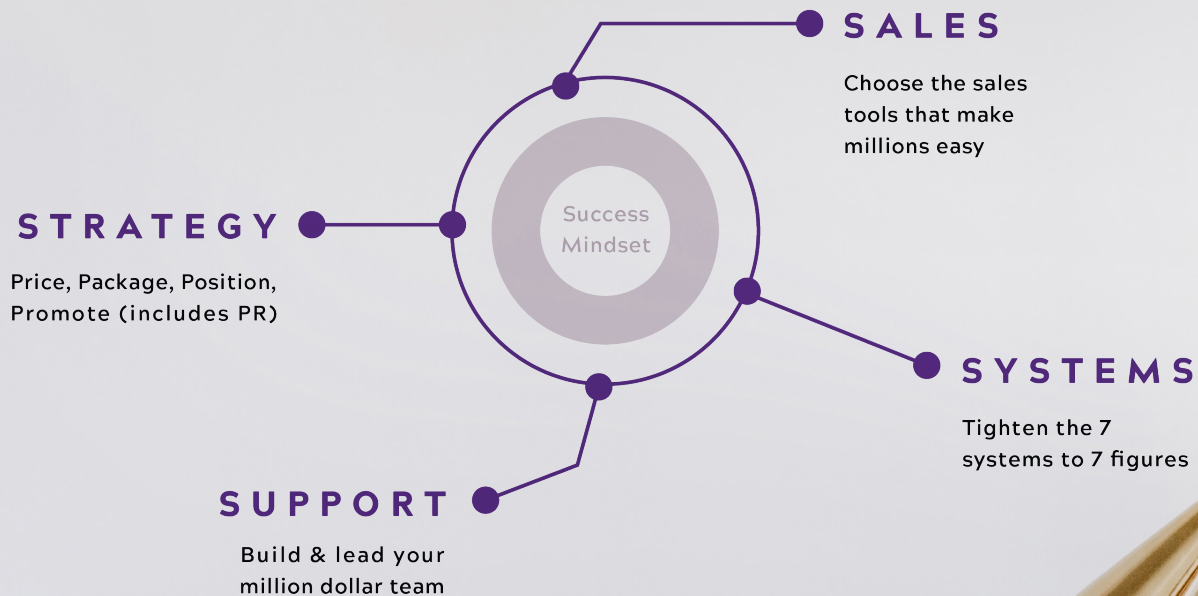 SALES
Choose the sales
tools that make
millions easy
Success
Mindset
STRATEGY
Price, Package, Position,
Promote (includes PR)
SYSTEMS
Tighten the 7
systems to 7 figures
SUPPORT
Build & lead your
million dollar team